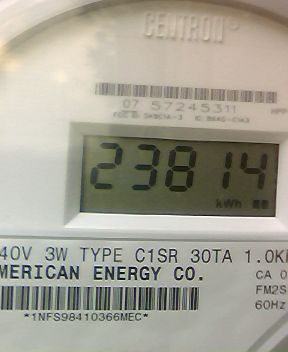 CENTRON®
07 57245311
23814
kWh
40V 3W TYPE C1SR 30TA 1.0K
MERICAN ENERGY CO.
CA 0
FM2S
60Hz
*1NFS98410366MEC*